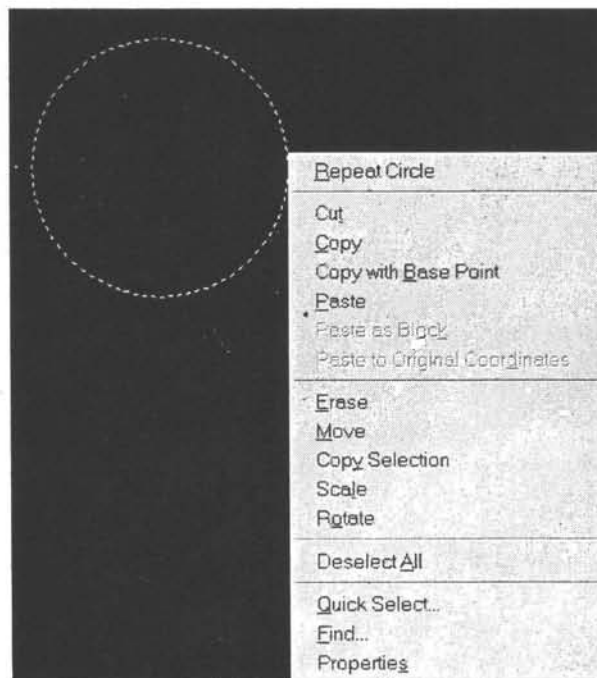 Repeat Circle
Cut
Copy
Copy with Base Point
Paste
Paste as Block
Paste to Original Coordinates
Erase
Move
Copy Selection
Scale
Rotate
Deselect All
Quick Select...
Find...
Properties